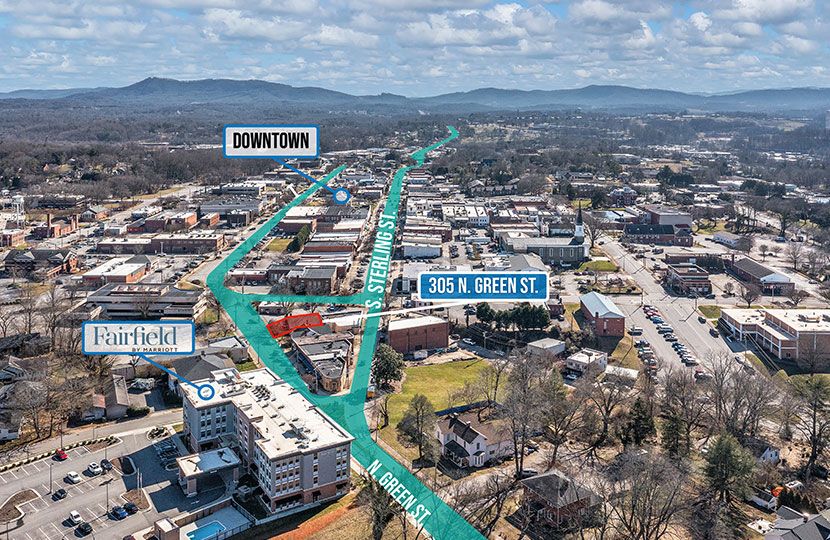 DOWNTOWN
S. STERLING ST.
305 N. GREEN ST.
Fairfield
BY MARRIOTT
N. GREEN ST.